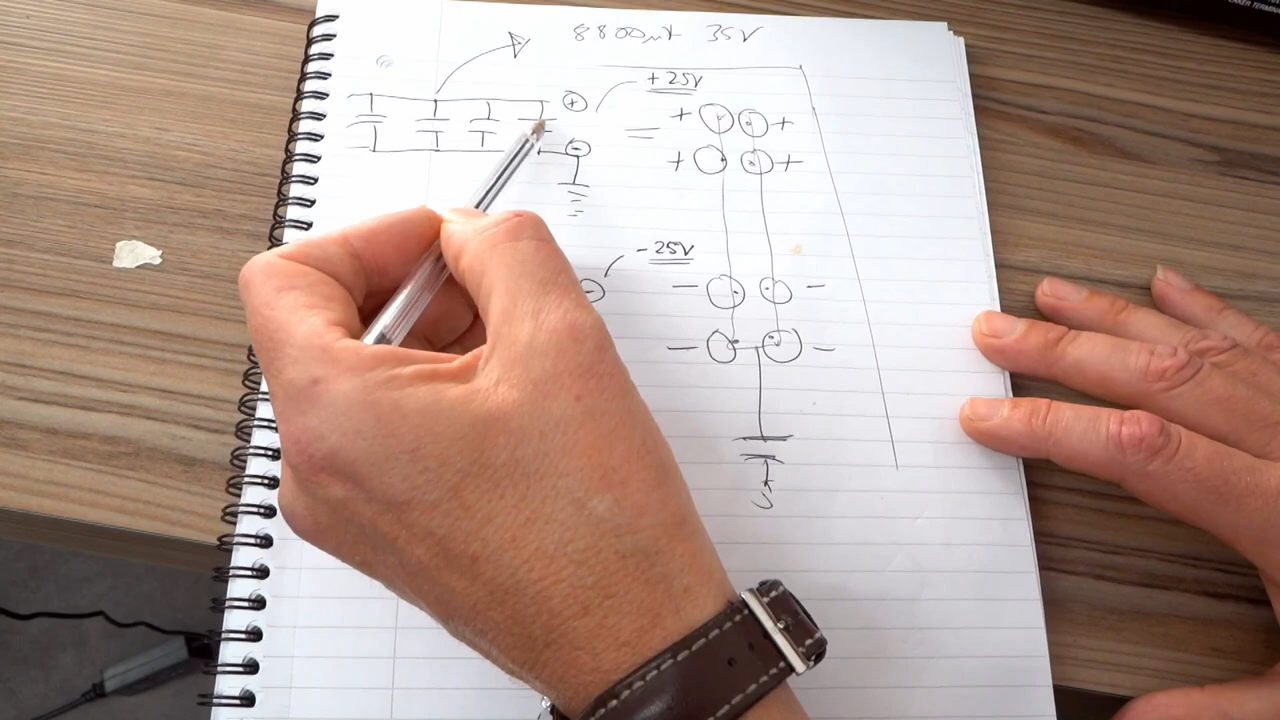 8800μf 35V
+25V
+ + +
+ +
-
-25V
- - -
- -